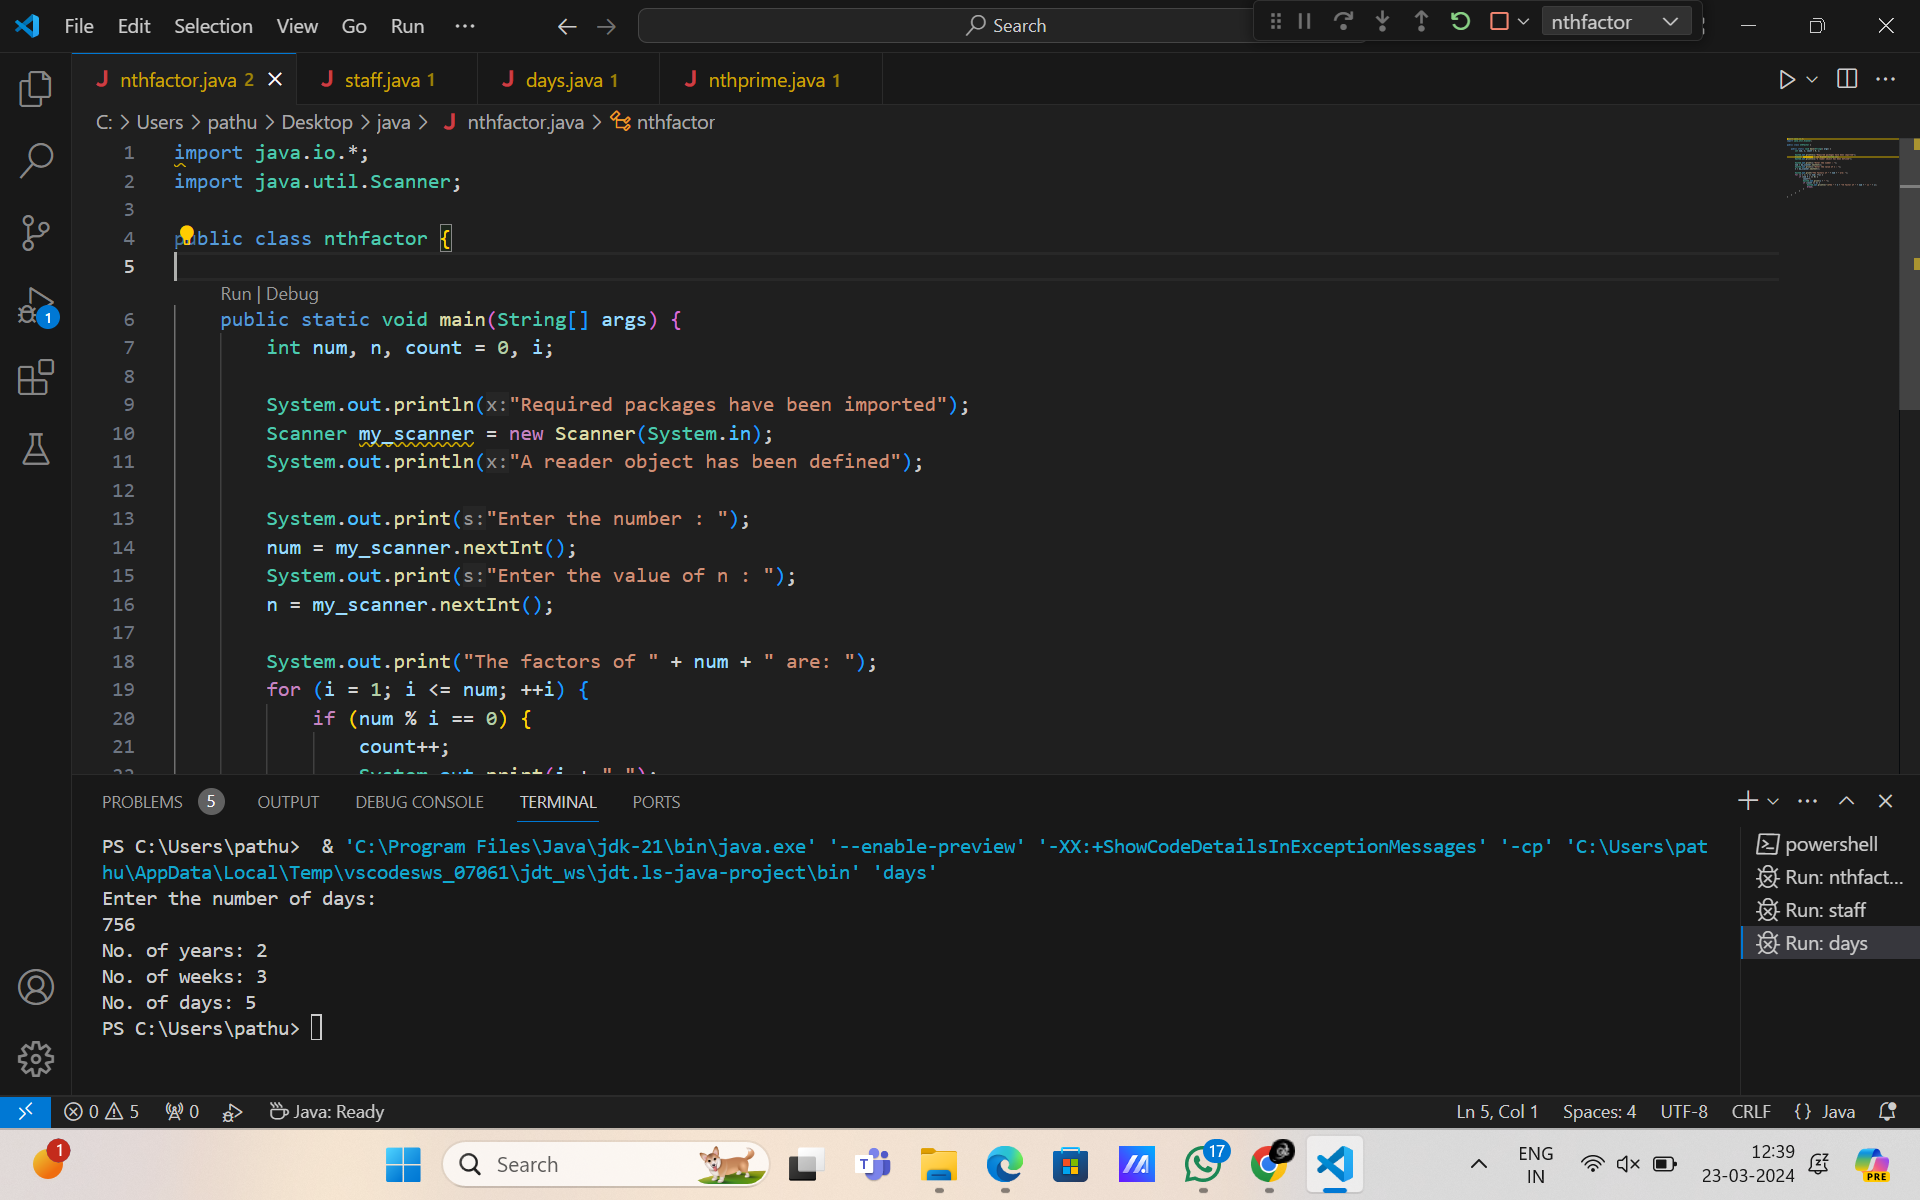 File Edit Selection View Go Run ···
Search
nthfactor
nthfactor.java 2
staff.java 1
days.java 1
nthprime.java 1
C: > Users > pathu > Desktop > java > J nthfactor.java > nthfactor
1 import java.io.*;
2 import java.util.Scanner;
3
4 public class nthfactor {
5
Run | Debug
6 public static void main(String[] args) {
7 int num, n, count = 0, i;
8
9 System.out.println(x:"Required packages have been imported");
10 Scanner my_scanner = new Scanner(System.in);
11 System.out.println(x:"A reader object has been defined");
12
13 System.out.print(s:"Enter the number : ");
14 num = my_scanner.nextInt();
15 System.out.print(s:"Enter the value of n : ");
16 n = my_scanner.nextInt();
17
18 System.out.print("The factors of " + num + " are: ");
19 for (i = 1; i <= num; ++i) {
20 if (num % i == 0) {
21 count++;
22 System.out.print(i + " ");
PROBLEMS 5 OUTPUT DEBUG CONSOLE TERMINAL PORTS
PS C:\Users\pathu> & 'C:\Program Files\Java\jdk-21\bin\java.exe' '--enable-preview' '-XX:+ShowCodeDetailsInExceptionMessages' '-cp' 'C:\Users\pat
hu\AppData\Local\Temp\vscodesws_07061\jdt_ws\jdt.ls-java-project\bin' 'days'
Enter the number of days:
756
No. of years: 2
No. of weeks: 3
No. of days: 5
PS C:\Users\pathu>
powershell
Run: nthfact...
Run: staff
Run: days
1
0 5 0 Java: Ready
Ln 5, Col 1 Spaces: 4 UTF-8 CRLF {} Java
1
Search
17
ENG
IN
12:39
23-03-2024
PRE